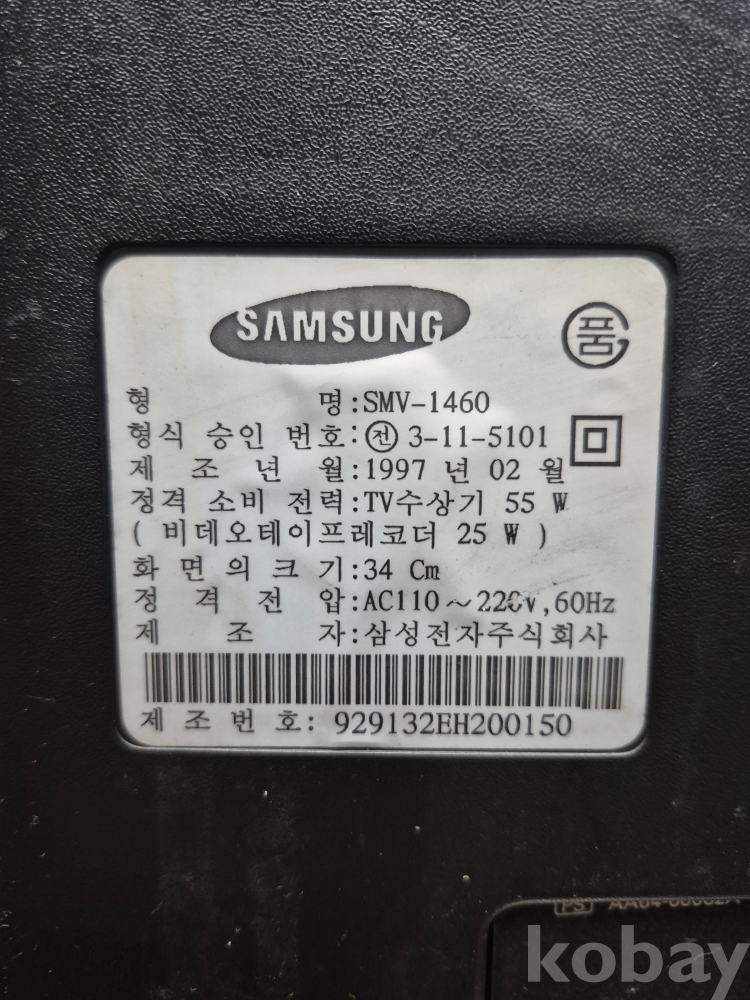 SAMSUNG
품
형 명:SMV-1460
형식 승인 번호:전 3-11-5101
제 조 년 월:1997 년 02 월
정격 소비 전력:TV수상기 55 W
( 비데오테이프레코더 25 W )
화 면 의 크 기:34 Cm
정 격 전 압:AC110~220V,60Hz
제 조 자:삼성전자주식회사
제 조 번 호: 929132EH200150
PS
kobay